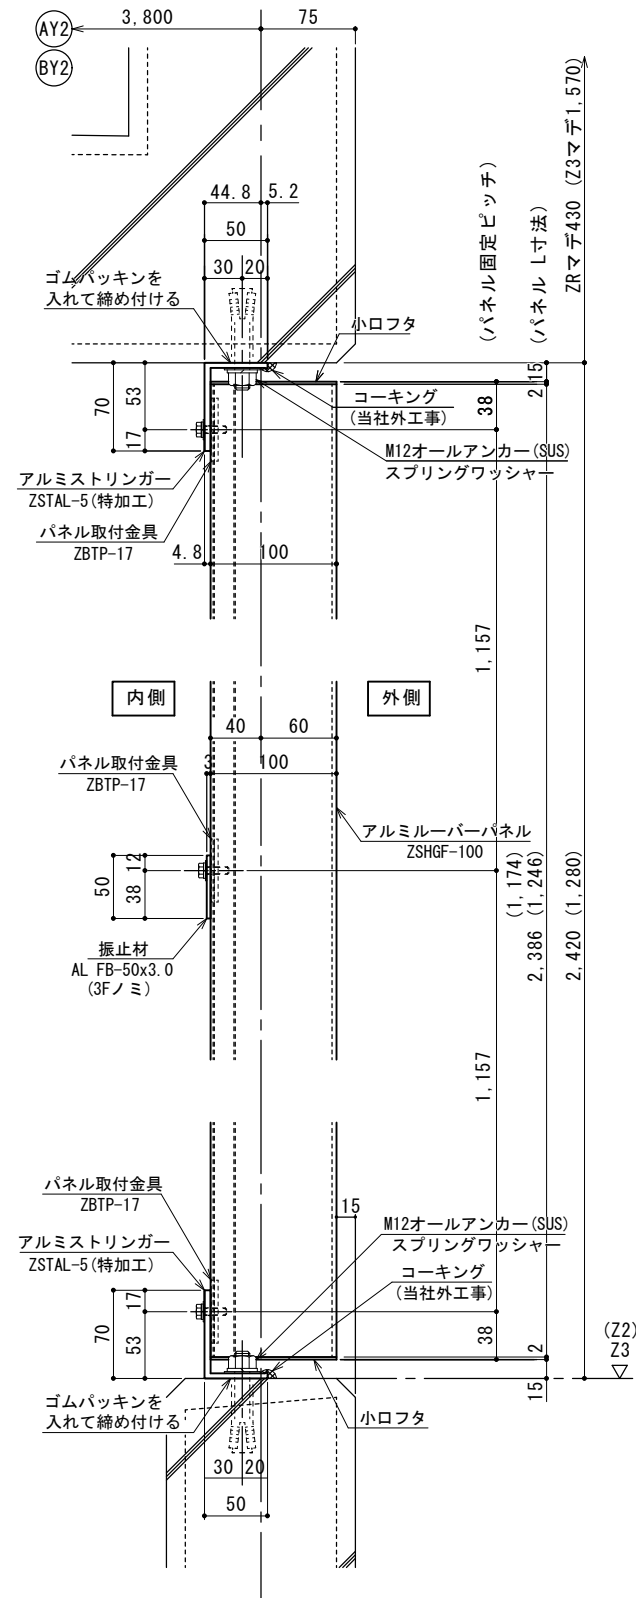 AY2
BY2
3,800
75
44.8
5.2
50
30
20
ゴムパッキンを
入れて締め付ける
小口フタ
(パネル固定ピッチ)
(パネル L寸法)
ZRマデ430 (Z3マデ1,570)
70
53
17
コーキング
(当社外工事)
M12オールアンカー(SUS)
スプリングワッシャー
38
2
15
アルミストリンガー
ZSTAL-5(特加工)
パネル取付金具
ZBTP-17
4.8
100
1,157
内側
外側
40
60
パネル取付金具
ZBTP-17
3
100
アルミルーバーパネル
ZSHGF-100
50
12
38
振止材
AL FB-50x3.0
(3Fノミ)
(1,174)
2,386 (1,246)
2,420 (1,280)
1,157
パネル取付金具
ZBTP-17
15
アルミストリンガー
ZSTAL-5(特加工)
M12オールアンカー(SUS)
スプリングワッシャー
コーキング
(当社外工事)
70
17
53
38
2
15
(Z2)
Z3
ゴムパッキンを
入れて締め付ける
小口フタ
30
20
50